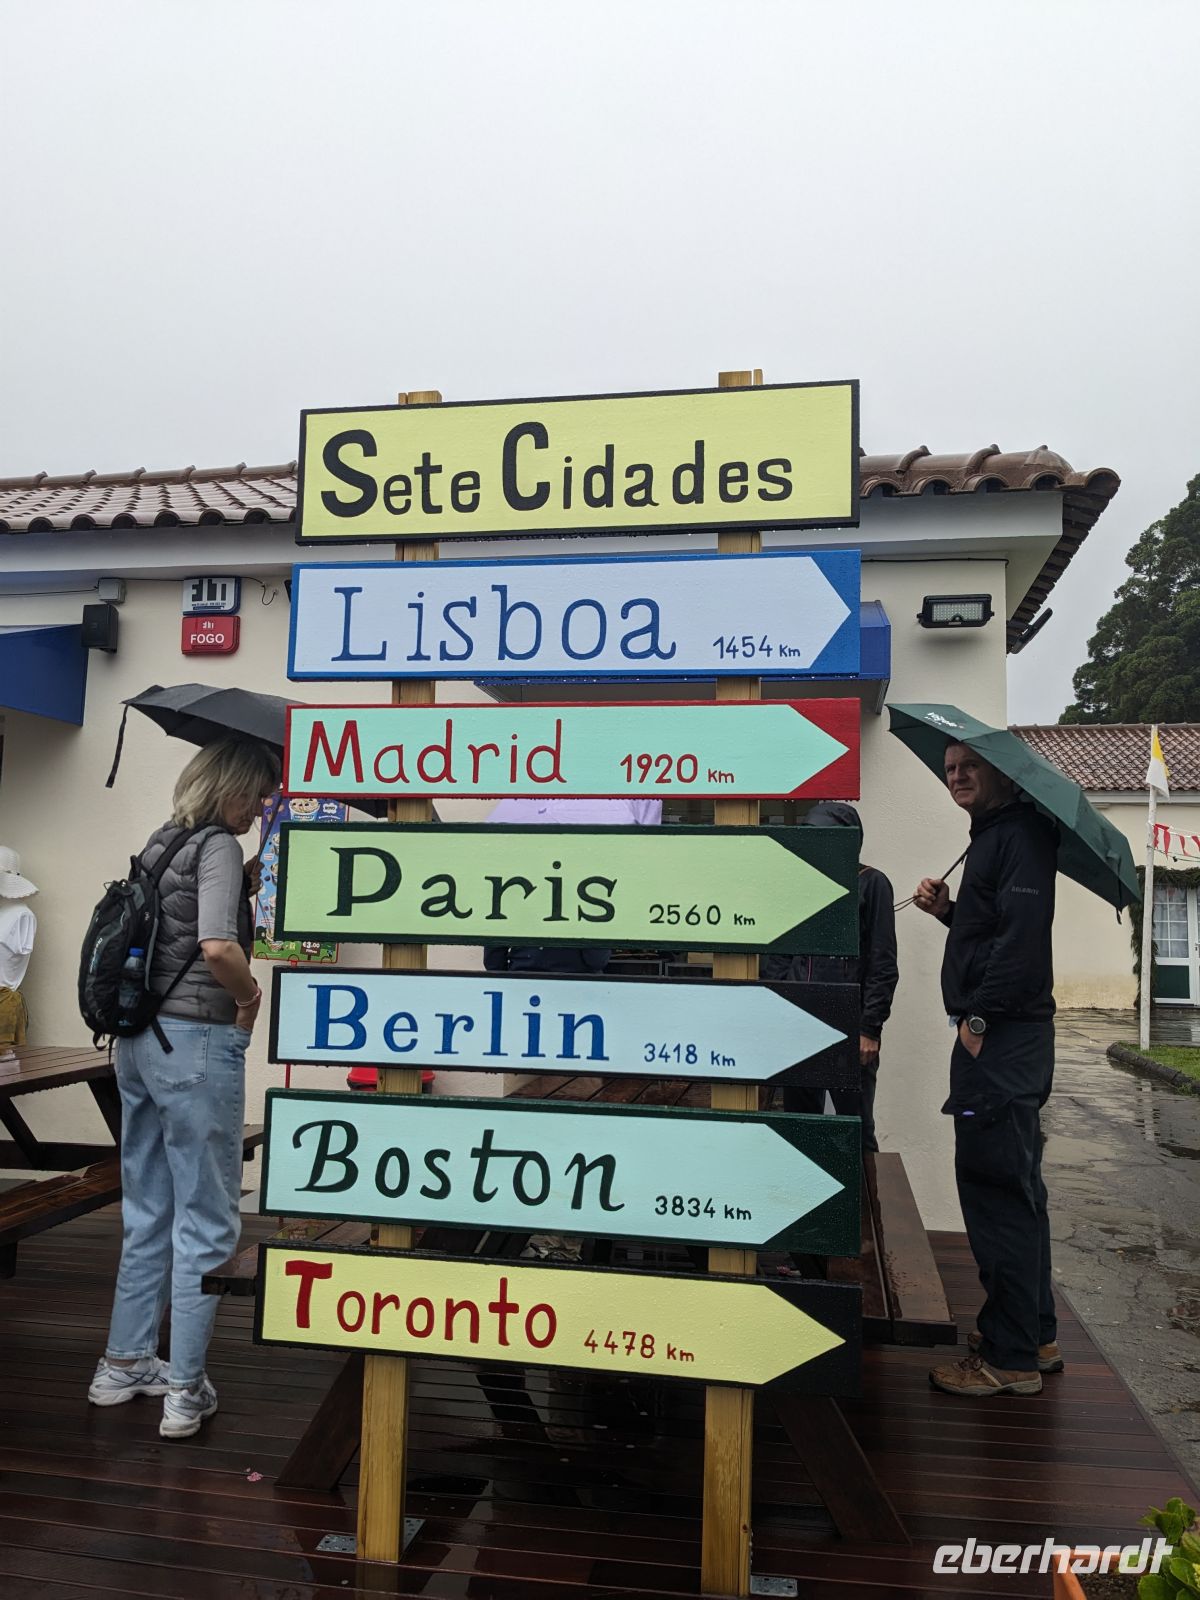 Sete Cidades
Lisboa 1454 Km
FOGO
Madrid 1920 Km
Paris 2560 Km
Berlin 3418 Km
Boston 3834 Km
Toronto 4478 Km
eberhardt